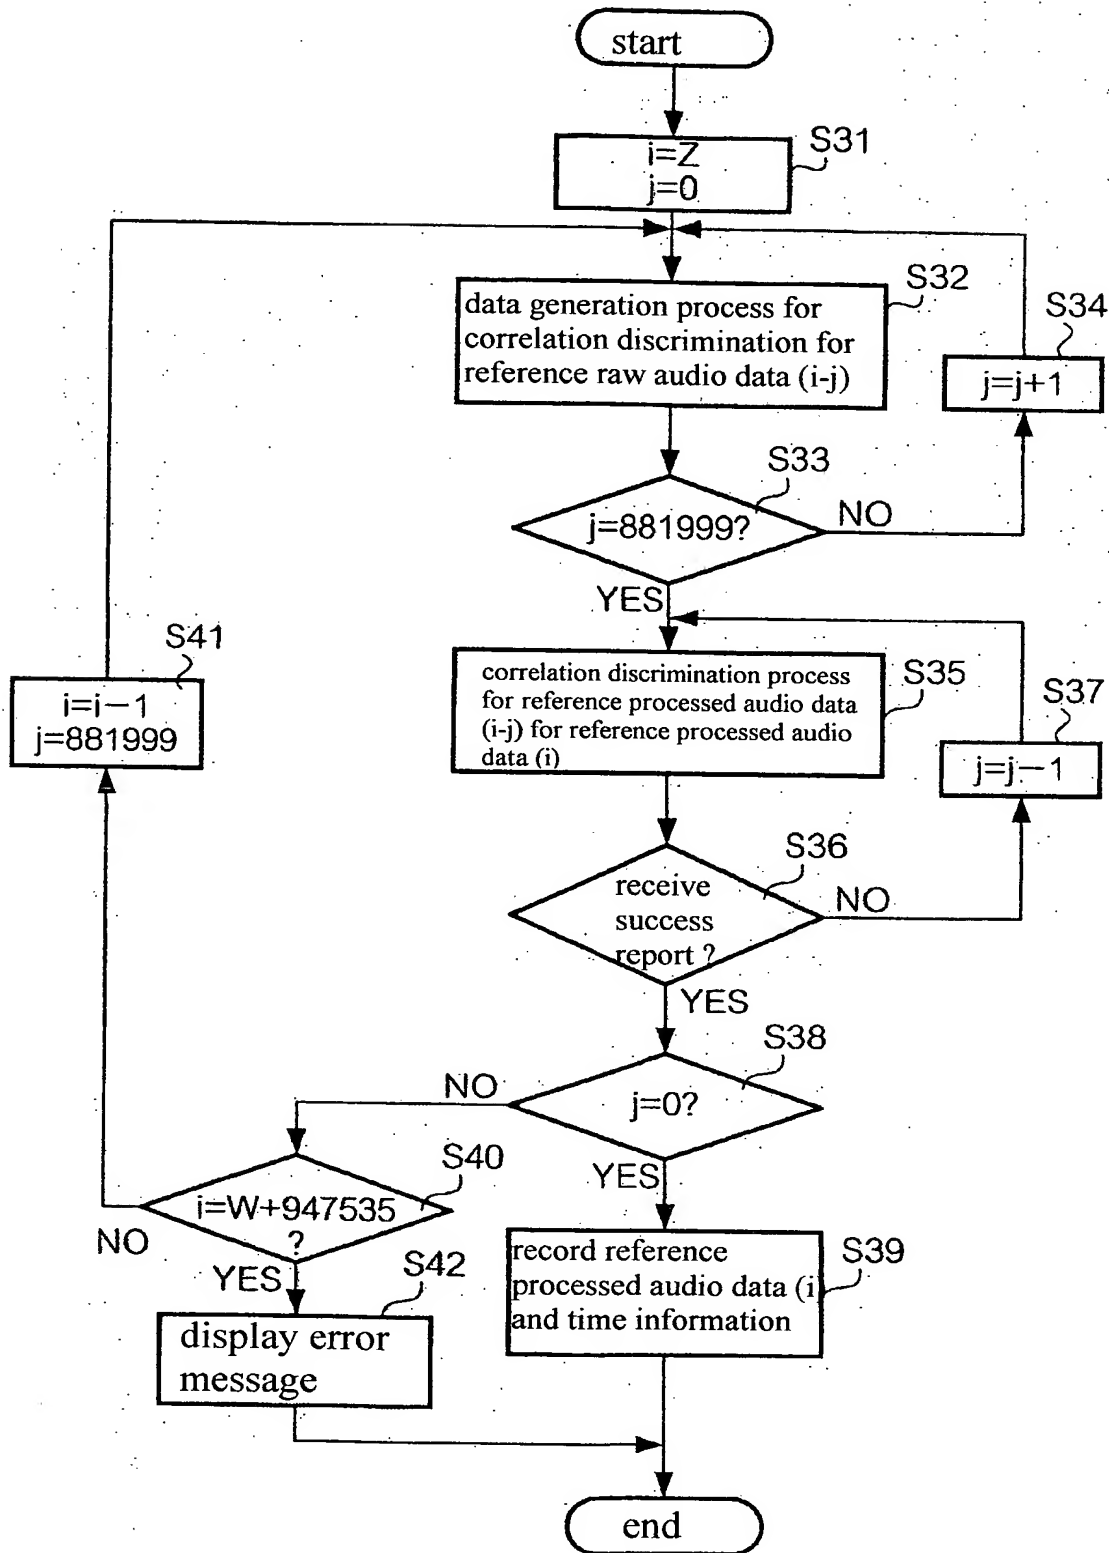 start
S31
i=Z
j=0
S32
data generation process for
correlation discrimination for
reference raw audio data (i-j)
S34
j=j+1
S33
j=881999?
NO
YES
S41
i=i−1
j=881999
S35
correlation discrimination process
for reference processed audio data
(i-j) for reference processed audio
data (i)
S37
j=j−1
S36
receive
success
report ?
NO
YES
S38
j=0?
NO
YES
S40
i=W+947535
?
NO
YES
S42
display error
message
S39
record reference
processed audio data (i)
and time information
end